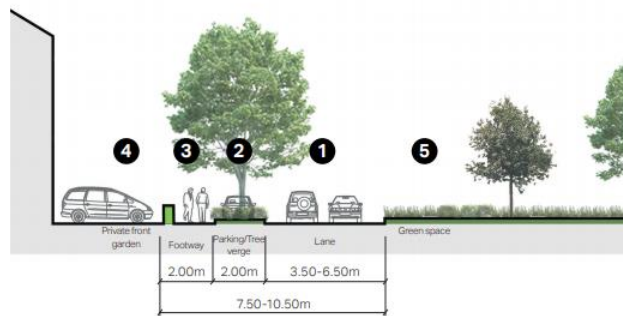 4
3
2
1
5
Private front
garden
Footway
Parking/Tree
verge
Lane
Green space
2.00m
2.00m
3.50-6.50m
7.50-10.50m